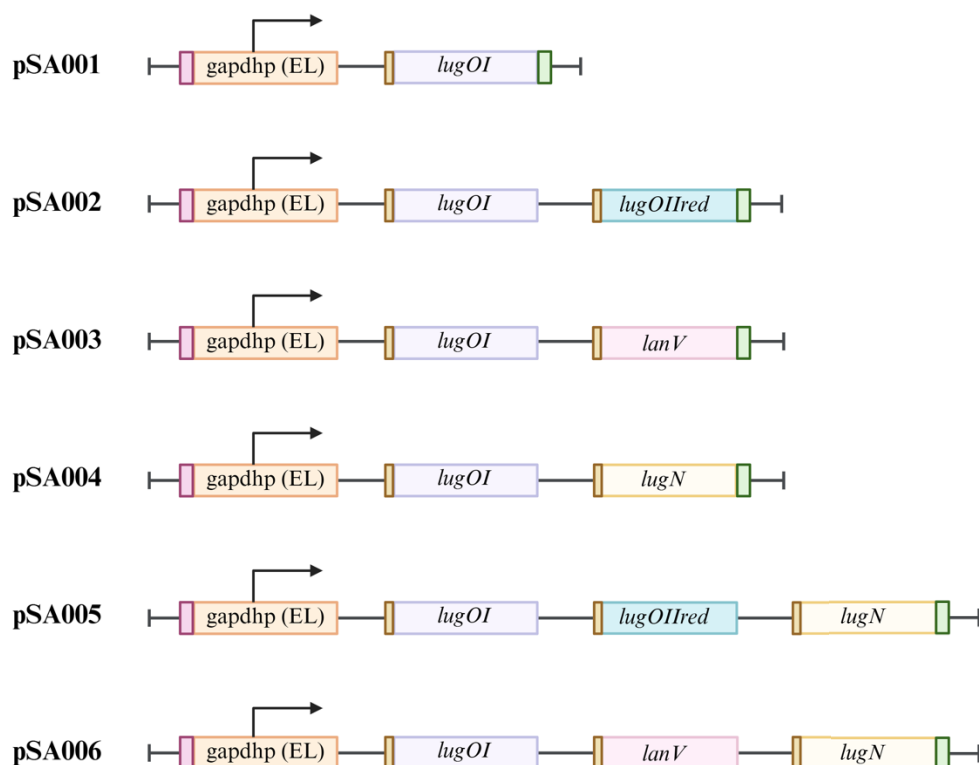 pSA001 gapdhp (EL) lugOI
pSA002 gapdhp (EL) lugOI lugOIIred
pSA003 gapdhp (EL) lugOI lanV
pSA004 gapdhp (EL) lugOI lugN
pSA005 gapdhp (EL) lugOI lugOIIred lugN
pSA006 gapdhp (EL) lugOI lanV lugN